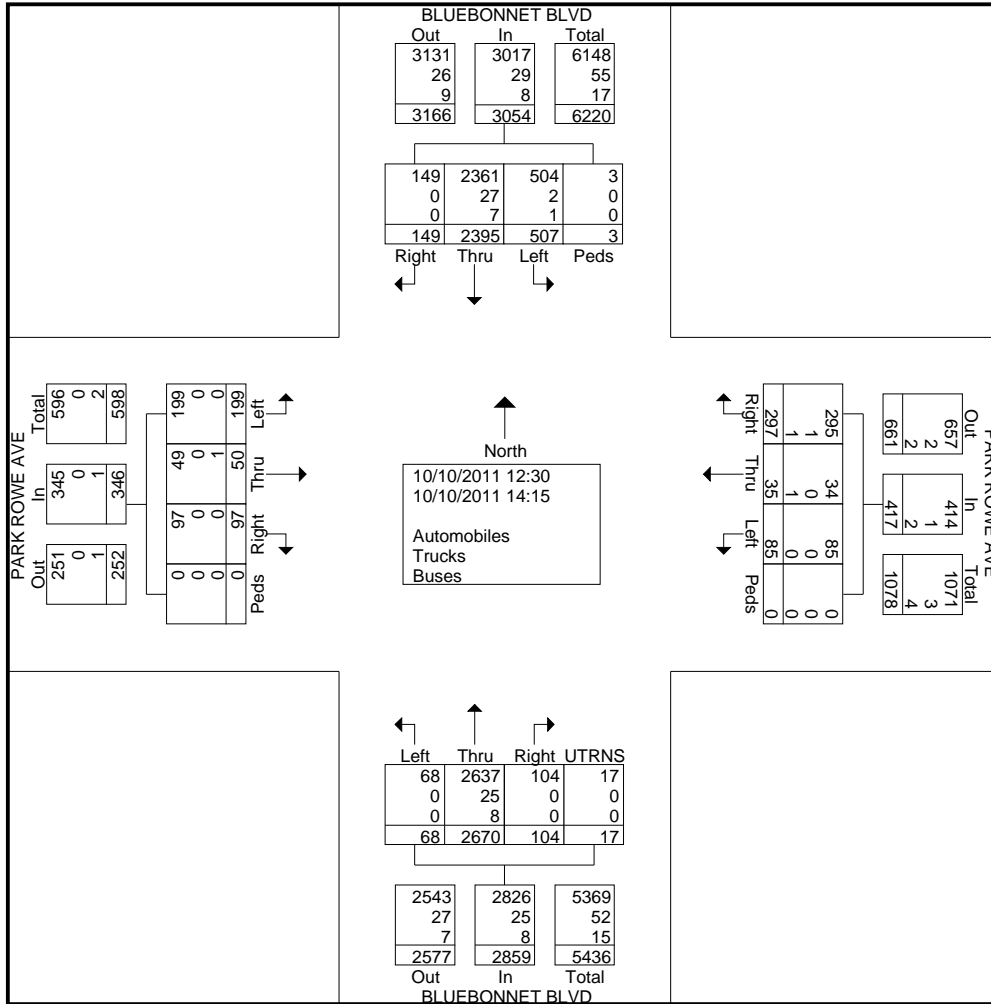 BLUEBONNET BLVD
Out In Total
3131 3017 6148
26 29 55
9 8 17
3166 3054 6220
149 2361 504 3
0 27 2 0
0 7 1 0
149 2395 507 3
Right Thru Left Peds
PARK ROWE AVE
Total In Out
596 345 251
0 0 0
2 1 1
598 346 252
199 49 97 0
0 0 0 0
0 1 0 0
199 50 97 0
Left Thru Right Peds
North
10/10/2011 12:30
10/10/2011 14:15
Automobiles
Trucks
Buses
Right Thru Left Peds
297 35 85 0
1 1 0 0
1 0 0 0
295 34 85 0
661 417 1078
2 2 4
2 1 3
657 414 1071
Out In Total
PARK ROWE AVE
Left Thru Right UTRNS
68 2637 104 17
0 25 0 0
0 8 0 0
68 2670 104 17
2543 2826 5369
27 25 52
7 8 15
2577 2859 5436
Out In Total
BLUEBONNET BLVD